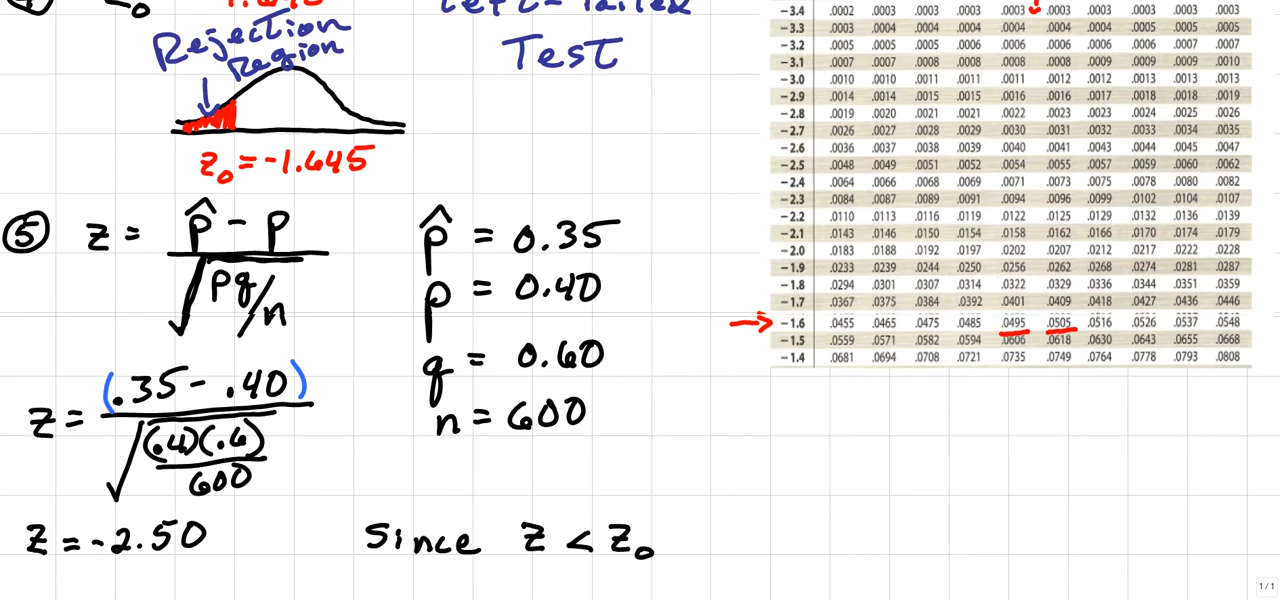 Rejection
Region
Test
z₀ = -1.645
⑤ z = p̂ - p
√pq/n
p̂ = 0.35
p = 0.40
q = 0.60
n = 600
z = (.35 - .40)
√(.4)(.6)
600
z = -2.50
Since z < z₀
-3.4 .0002 .0003 .0003 .0003 .0003 .0003 .0003 .0003 .0003 .0003
-3.3 .0003 .0004 .0004 .0004 .0004 .0004 .0004 .0005 .0005 .0005
-3.2 .0005 .0005 .0005 .0006 .0006 .0006 .0006 .0006 .0007 .0007
-3.1 .0007 .0007 .0008 .0008 .0008 .0008 .0009 .0009 .0009 .0010
-3.0 .0010 .0010 .0011 .0011 .0011 .0012 .0012 .0013 .0013 .0013
-2.9 .0014 .0014 .0015 .0015 .0016 .0016 .0017 .0018 .0018 .0019
-2.8 .0019 .0020 .0021 .0021 .0022 .0023 .0023 .0024 .0025 .0026
-2.7 .0026 .0027 .0028 .0029 .0030 .0031 .0032 .0033 .0034 .0035
-2.6 .0036 .0037 .0038 .0039 .0040 .0041 .0043 .0044 .0045 .0047
-2.5 .0048 .0049 .0051 .0052 .0054 .0055 .0057 .0059 .0060 .0062
-2.4 .0064 .0066 .0068 .0069 .0071 .0073 .0075 .0078 .0080 .0082
-2.3 .0084 .0087 .0089 .0091 .0094 .0096 .0099 .0102 .0104 .0107
-2.2 .0110 .0113 .0116 .0119 .0122 .0125 .0129 .0132 .0136 .0139
-2.1 .0143 .0146 .0150 .0154 .0158 .0162 .0166 .0170 .0174 .0179
-2.0 .0183 .0188 .0192 .0197 .0202 .0207 .0212 .0217 .0222 .0228
-1.9 .0233 .0239 .0244 .0250 .0256 .0262 .0268 .0274 .0281 .0287
-1.8 .0294 .0301 .0307 .0314 .0322 .0329 .0336 .0344 .0351 .0359
-1.7 .0367 .0375 .0384 .0392 .0401 .0409 .0418 .0427 .0436 .0446
-1.6 .0455 .0465 .0475 .0485 .0495 .0505 .0516 .0526 .0537 .0548
-1.5 .0559 .0571 .0582 .0594 .0606 .0618 .0630 .0643 .0655 .0668
-1.4 .0681 .0694 .0708 .0721 .0735 .0749 .0764 .0778 .0793 .0808
1 / 1